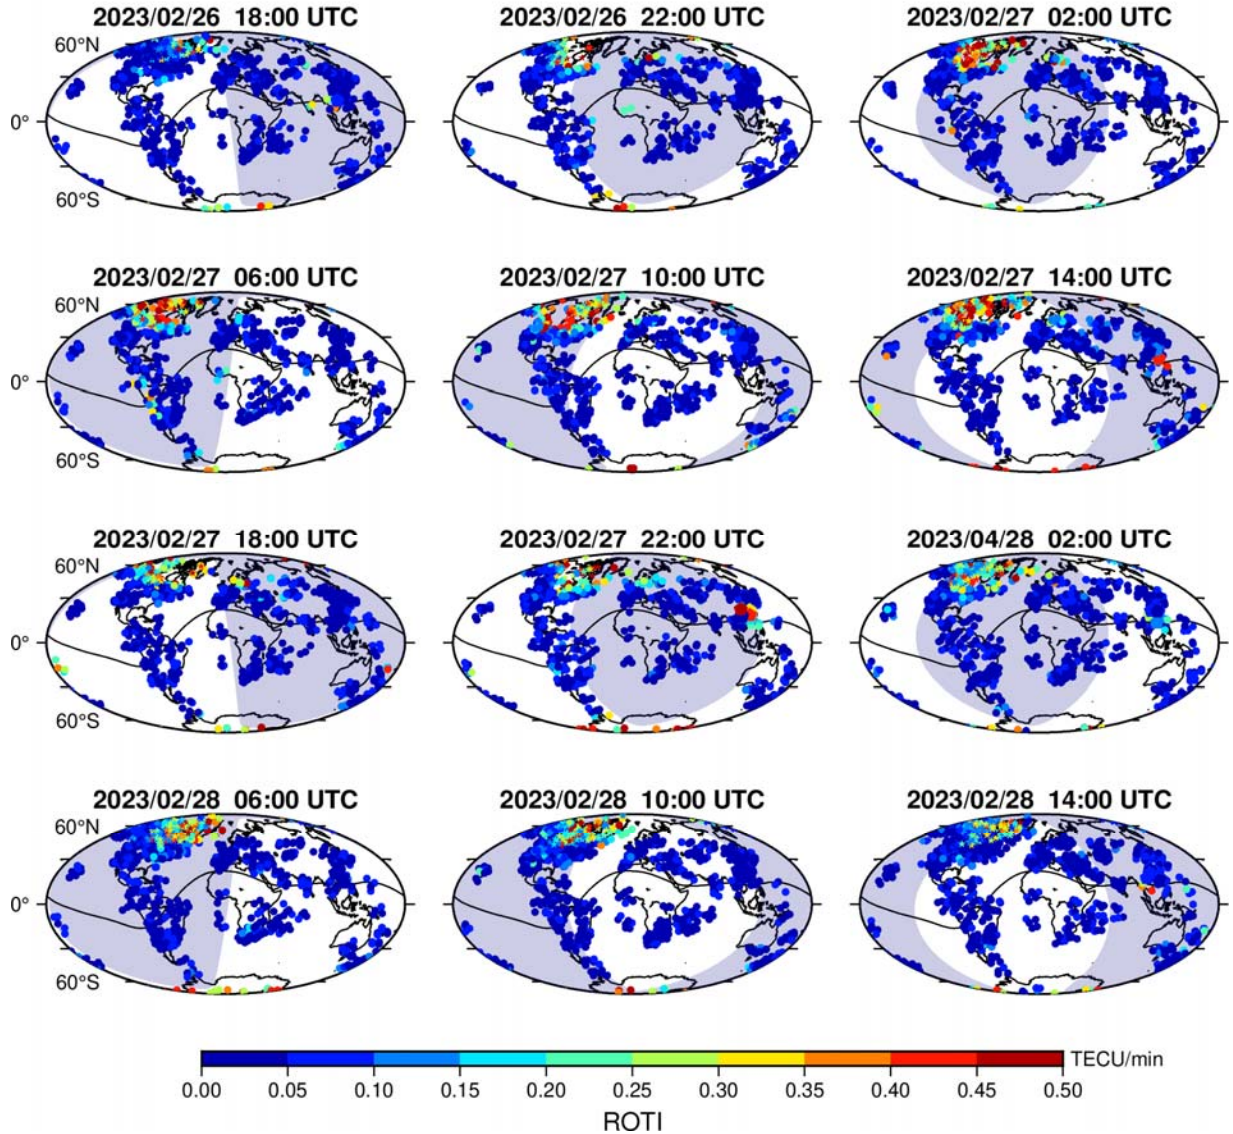 2023/02/26 18:00 UTC 2023/02/26 22:00 UTC 2023/02/27 02:00 UTC
60°N
0°
60°S
2023/02/27 06:00 UTC 2023/02/27 10:00 UTC 2023/02/27 14:00 UTC
60°N
0°
60°S
2023/02/27 18:00 UTC 2023/02/27 22:00 UTC 2023/04/28 02:00 UTC
60°N
0°
60°S
2023/02/28 06:00 UTC 2023/02/28 10:00 UTC 2023/02/28 14:00 UTC
60°N
0°
60°S
TECU/min
0.00 0.05 0.10 0.15 0.20 0.25 0.30 0.35 0.40 0.45 0.50
ROTI